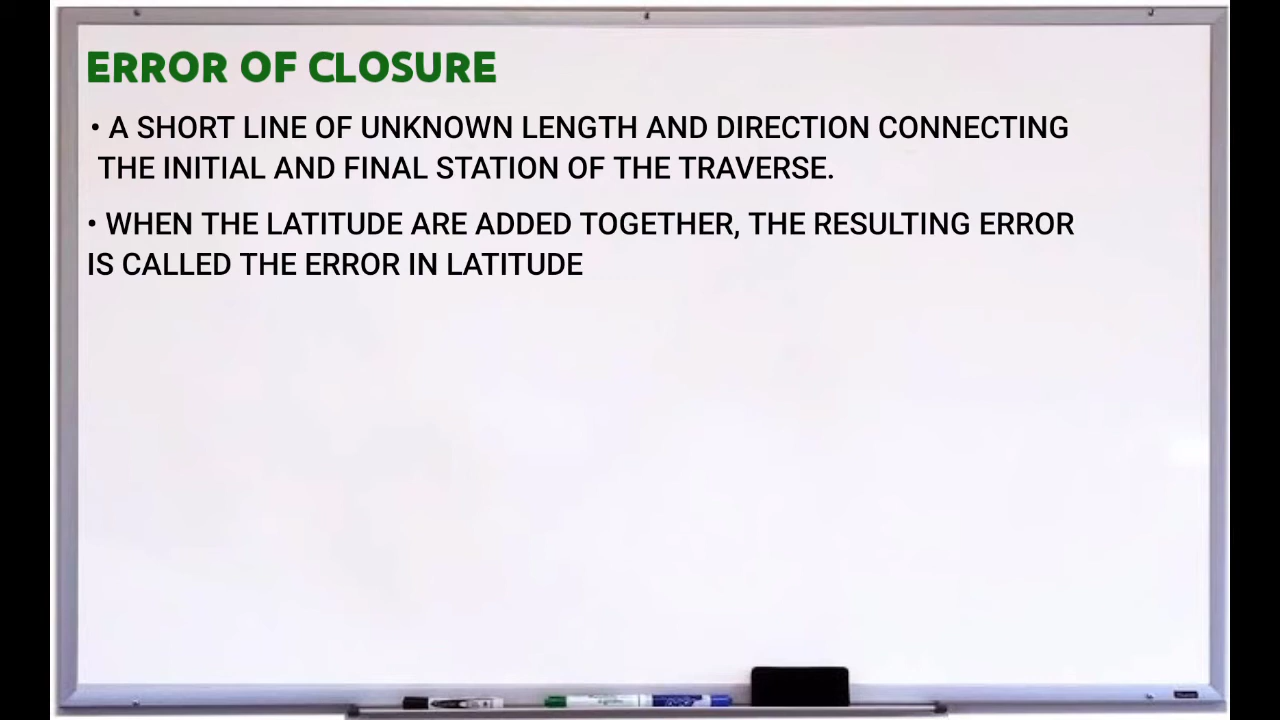 ERROR OF CLOSURE
• A SHORT LINE OF UNKNOWN LENGTH AND DIRECTION CONNECTING
THE INITIAL AND FINAL STATION OF THE TRAVERSE.
• WHEN THE LATITUDE ARE ADDED TOGETHER, THE RESULTING ERROR
IS CALLED THE ERROR IN LATITUDE